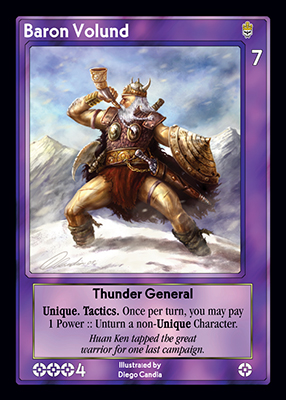 Baron Volund
7
Thunder General
Unique. Tactics. Once per turn, you may pay
1 Power :: Unturn a non-Unique Character.
Huan Ken tapped the great
warrior for one last campaign.
4
Illustrated by
Diego Candia